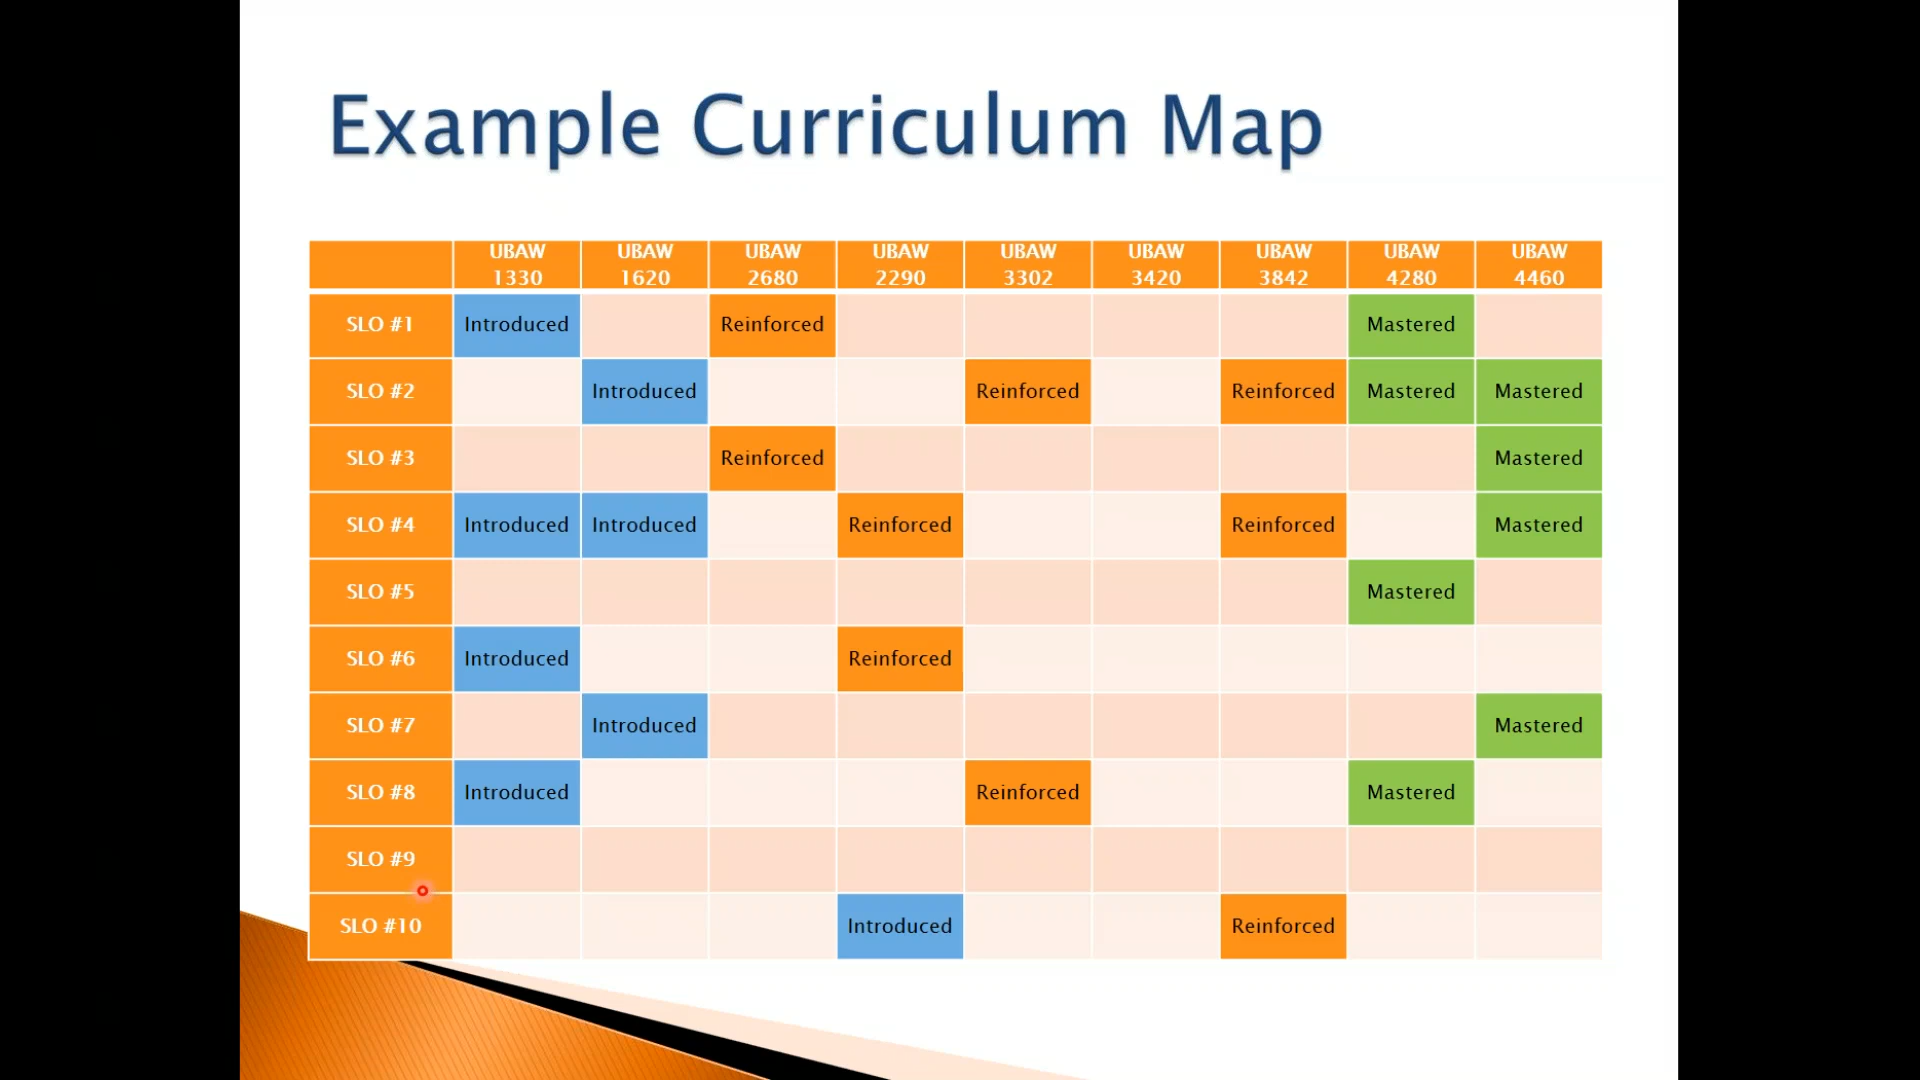 Example Curriculum Map
UBAW 1330 UBAW 1620 UBAW 2680 UBAW 2290 UBAW 3302 UBAW 3420 UBAW 3842 UBAW 4280 UBAW 4460
SLO #1 Introduced Reinforced Mastered
SLO #2 Introduced Reinforced Reinforced Mastered Mastered
SLO #3 Reinforced Mastered
SLO #4 Introduced Introduced Reinforced Reinforced Mastered
SLO #5 Mastered
SLO #6 Introduced Reinforced
SLO #7 Introduced Mastered
SLO #8 Introduced Reinforced Mastered
SLO #9
SLO #10 Introduced Reinforced